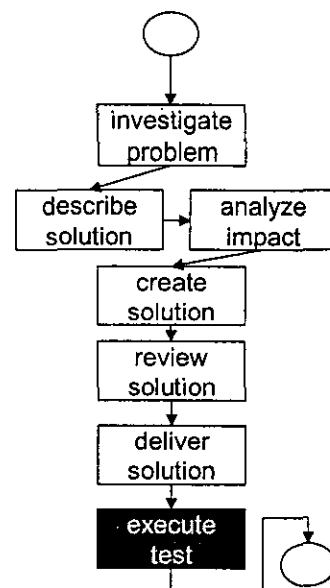 investigate
problem
describe
solution
analyze
impact
create
solution
review
solution
deliver
solution
execute
test